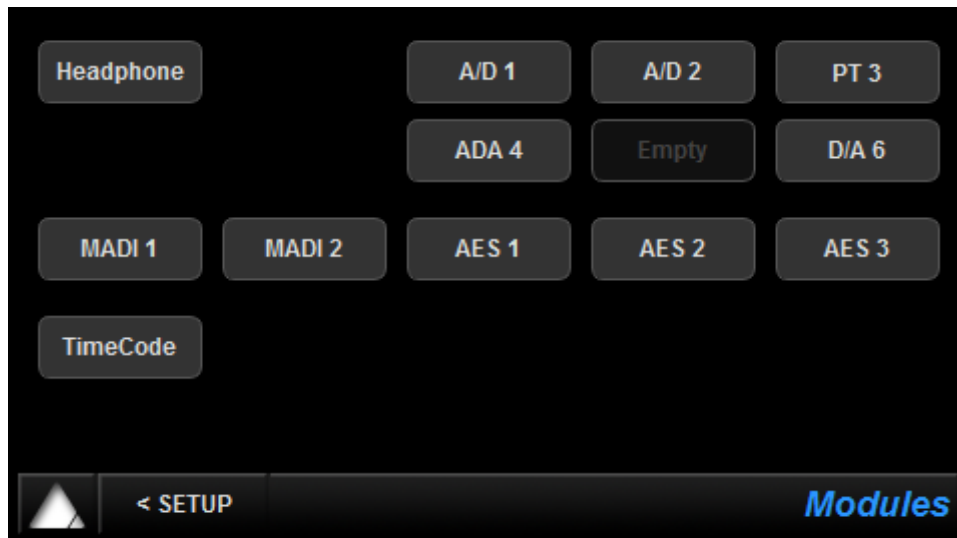 Headphone A/D 1 A/D 2 PT 3
ADA 4 Empty D/A 6
MADI 1 MADI 2 AES 1 AES 2 AES 3
TimeCode
< SETUP Modules